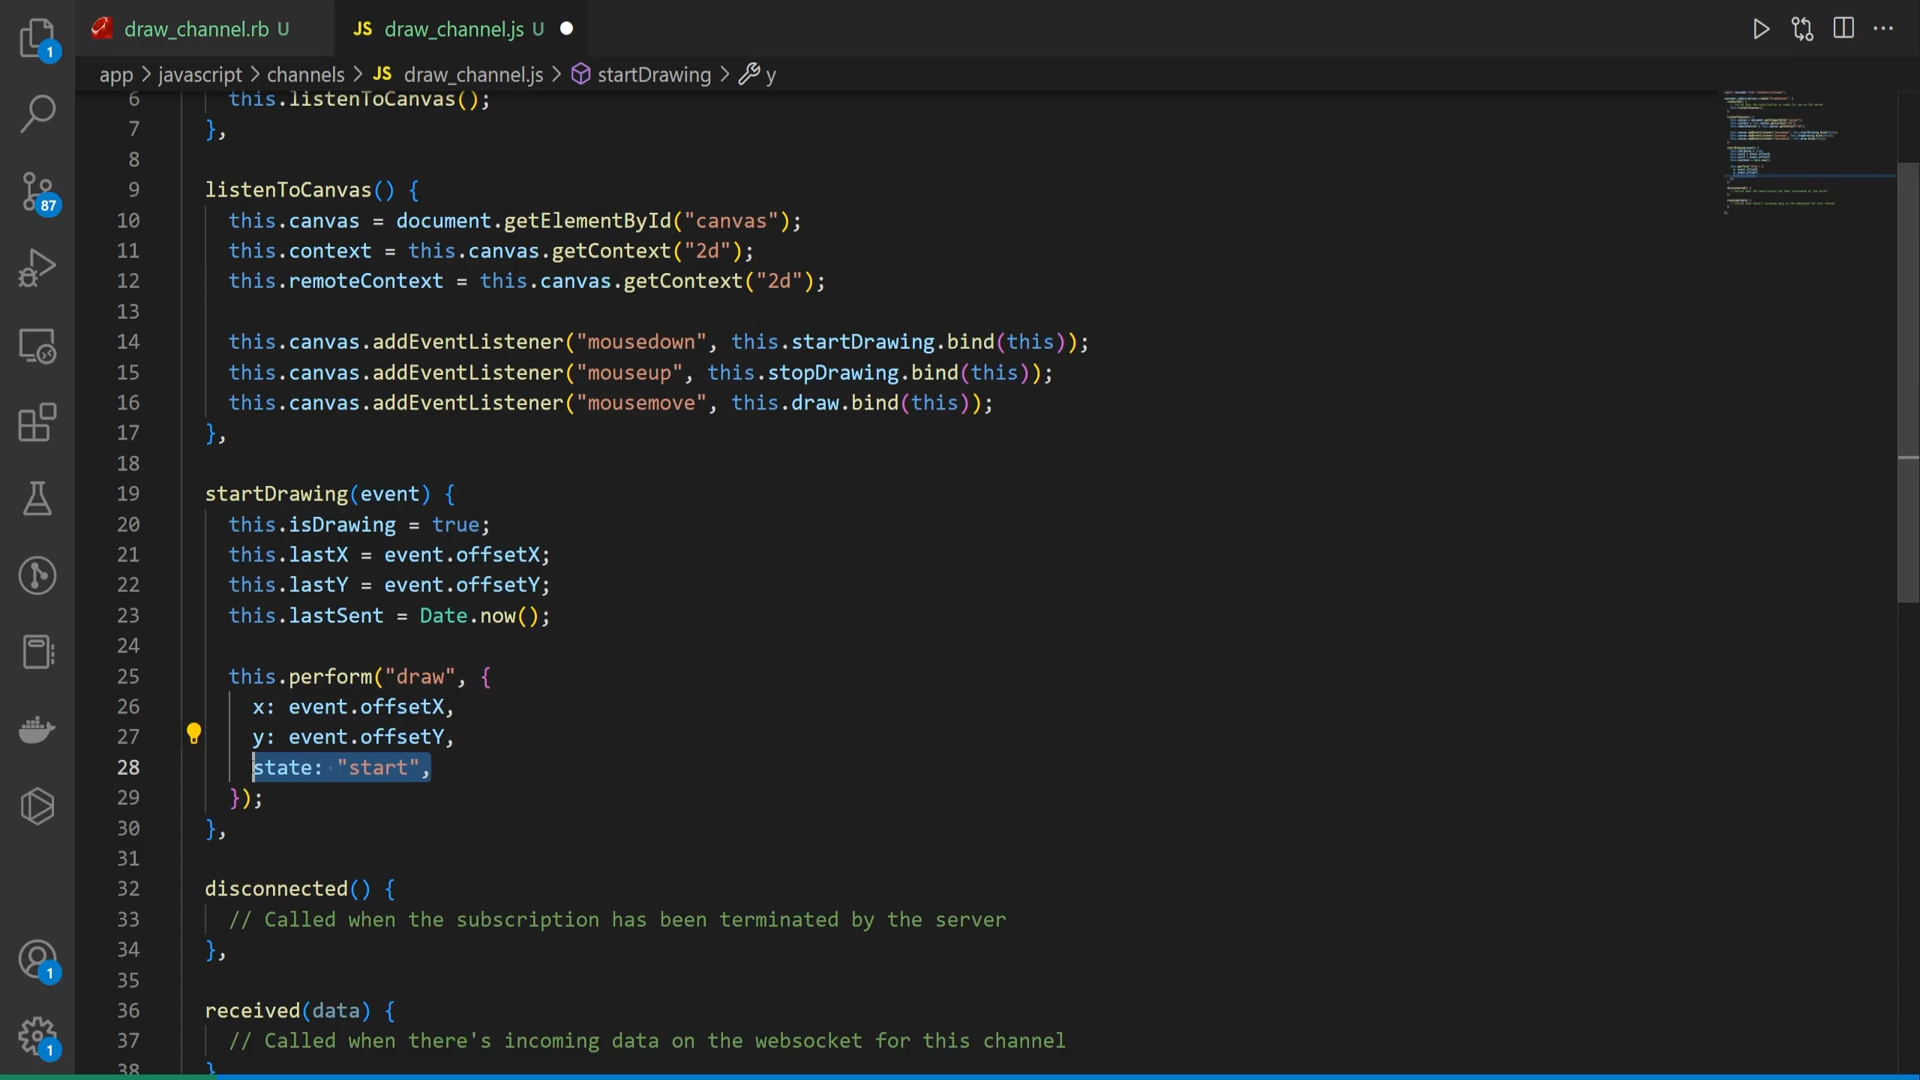 draw_channel.rb U
JS draw_channel.js U
app > javascript > channels > JS draw_channel.js > startDrawing > y
6 this.listenToCanvas();
7 },
8
9 listenToCanvas() {
10 this.canvas = document.getElementById("canvas");
11 this.context = this.canvas.getContext("2d");
12 this.remoteContext = this.canvas.getContext("2d");
13
14 this.canvas.addEventListener("mousedown", this.startDrawing.bind(this));
15 this.canvas.addEventListener("mouseup", this.stopDrawing.bind(this));
16 this.canvas.addEventListener("mousemove", this.draw.bind(this));
17 },
18
19 startDrawing(event) {
20 this.isDrawing = true;
21 this.lastX = event.offsetX;
22 this.lastY = event.offsetY;
23 this.lastSent = Date.now();
24
25 this.perform("draw", {
26 x: event.offsetX,
27 y: event.offsetY,
28 state: "start",
29 });
30 },
31
32 disconnected() {
33 // Called when the subscription has been terminated by the server
34 },
35
36 received(data) {
37 // Called when there's incoming data on the websocket for this channel
38 }
1
87
1
1